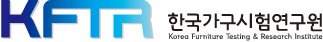 KFTR 한국가구시험연구원
Korea Furniture Testing & Research Institute